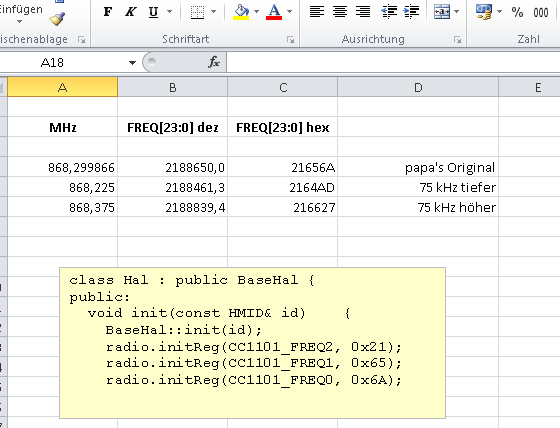 Einfügen
F K U
A A
% 000
wischenablage Schriftart Ausrichtung Zahl
A18 fx
A B C D E
MHz FREQ[23:0] dez FREQ[23:0] hex
868,299866 2188650,0 21656A papa's Original
868,225 2188461,3 2164AD 75 kHz tiefer
868,375 2188839,4 216627 75 kHz höher
class Hal : public BaseHal {
public:
void init(const HMID& id) {
BaseHal::init(id);
radio.initReg(CC1101_FREQ2, 0x21);
radio.initReg(CC1101_FREQ1, 0x65);
radio.initReg(CC1101_FREQ0, 0x6A);